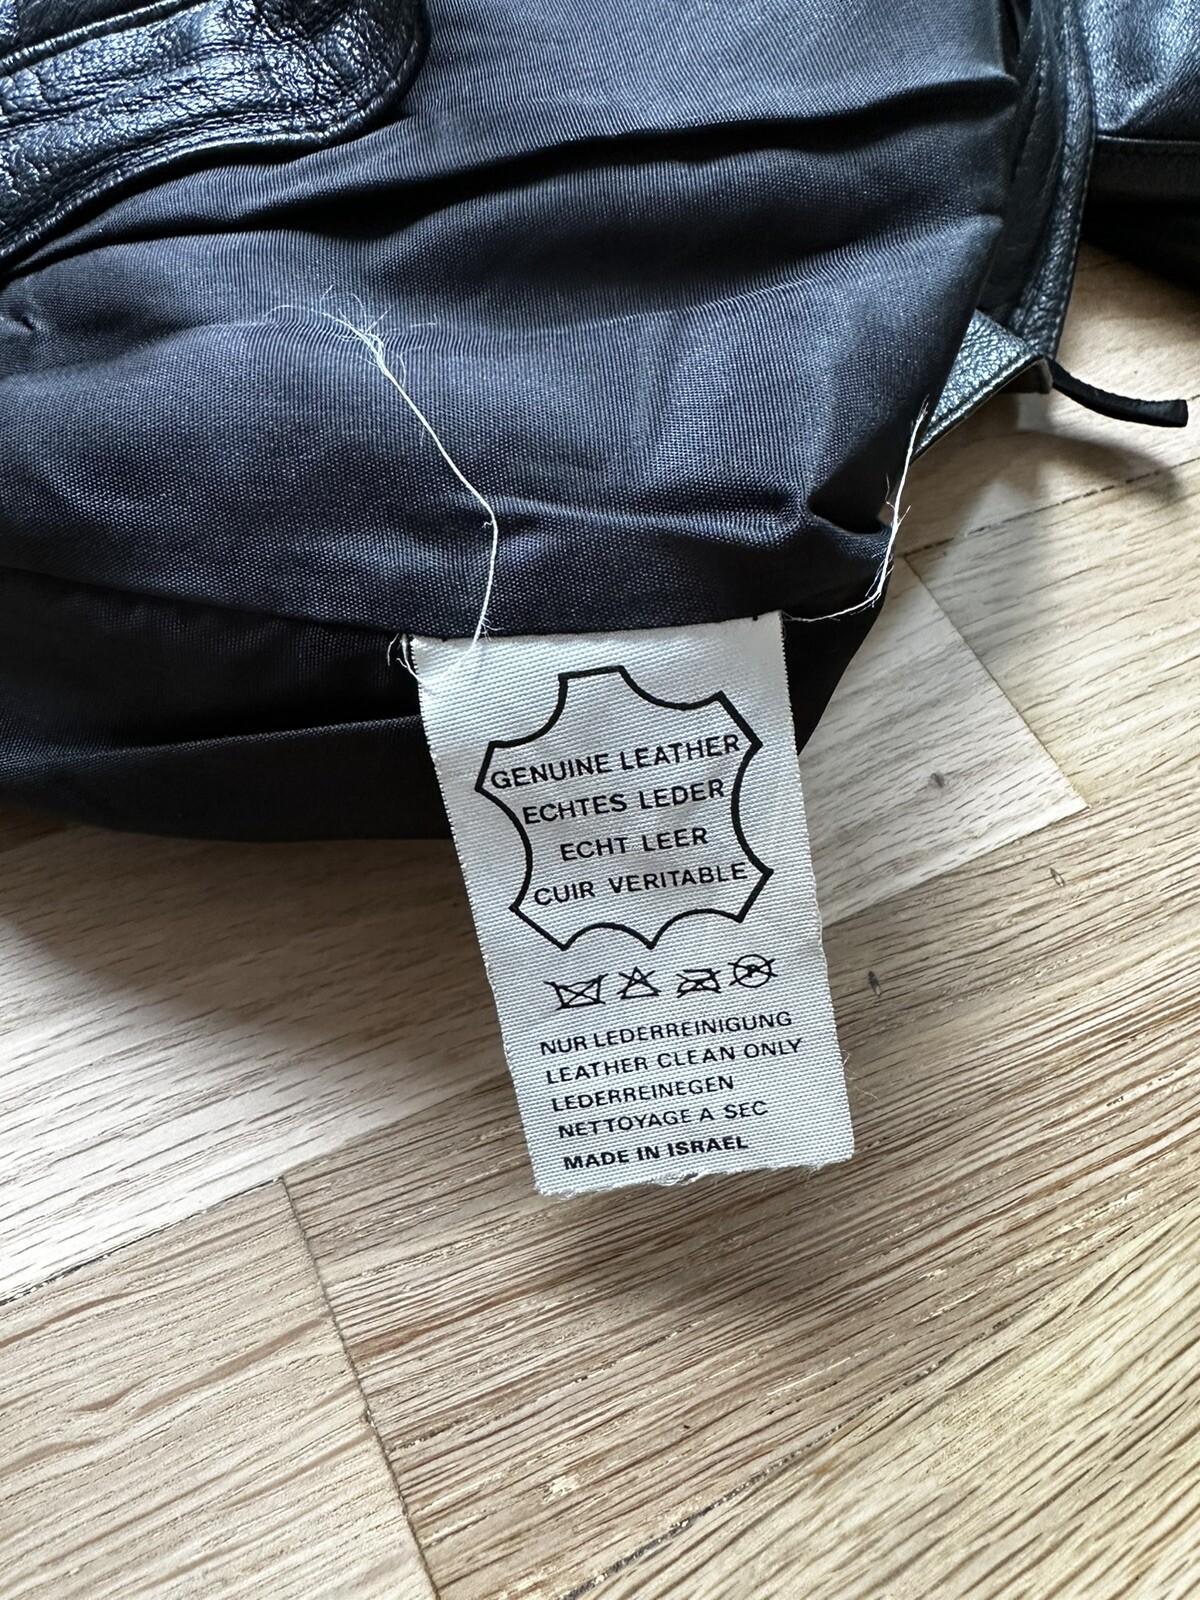 GENUINE LEATHER
ECHTES LEDER
ECHT LEER
CUIR VERITABLE
NUR LEDERREINIGUNG
LEATHER CLEAN ONLY
LEDERREINEGEN
NETTOYAGE A SEC
MADE IN ISRAEL